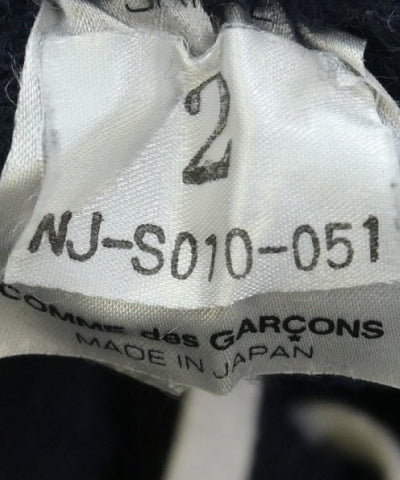 2
NJ-S010-051
COMME des GARÇONS
MADE IN JAPAN